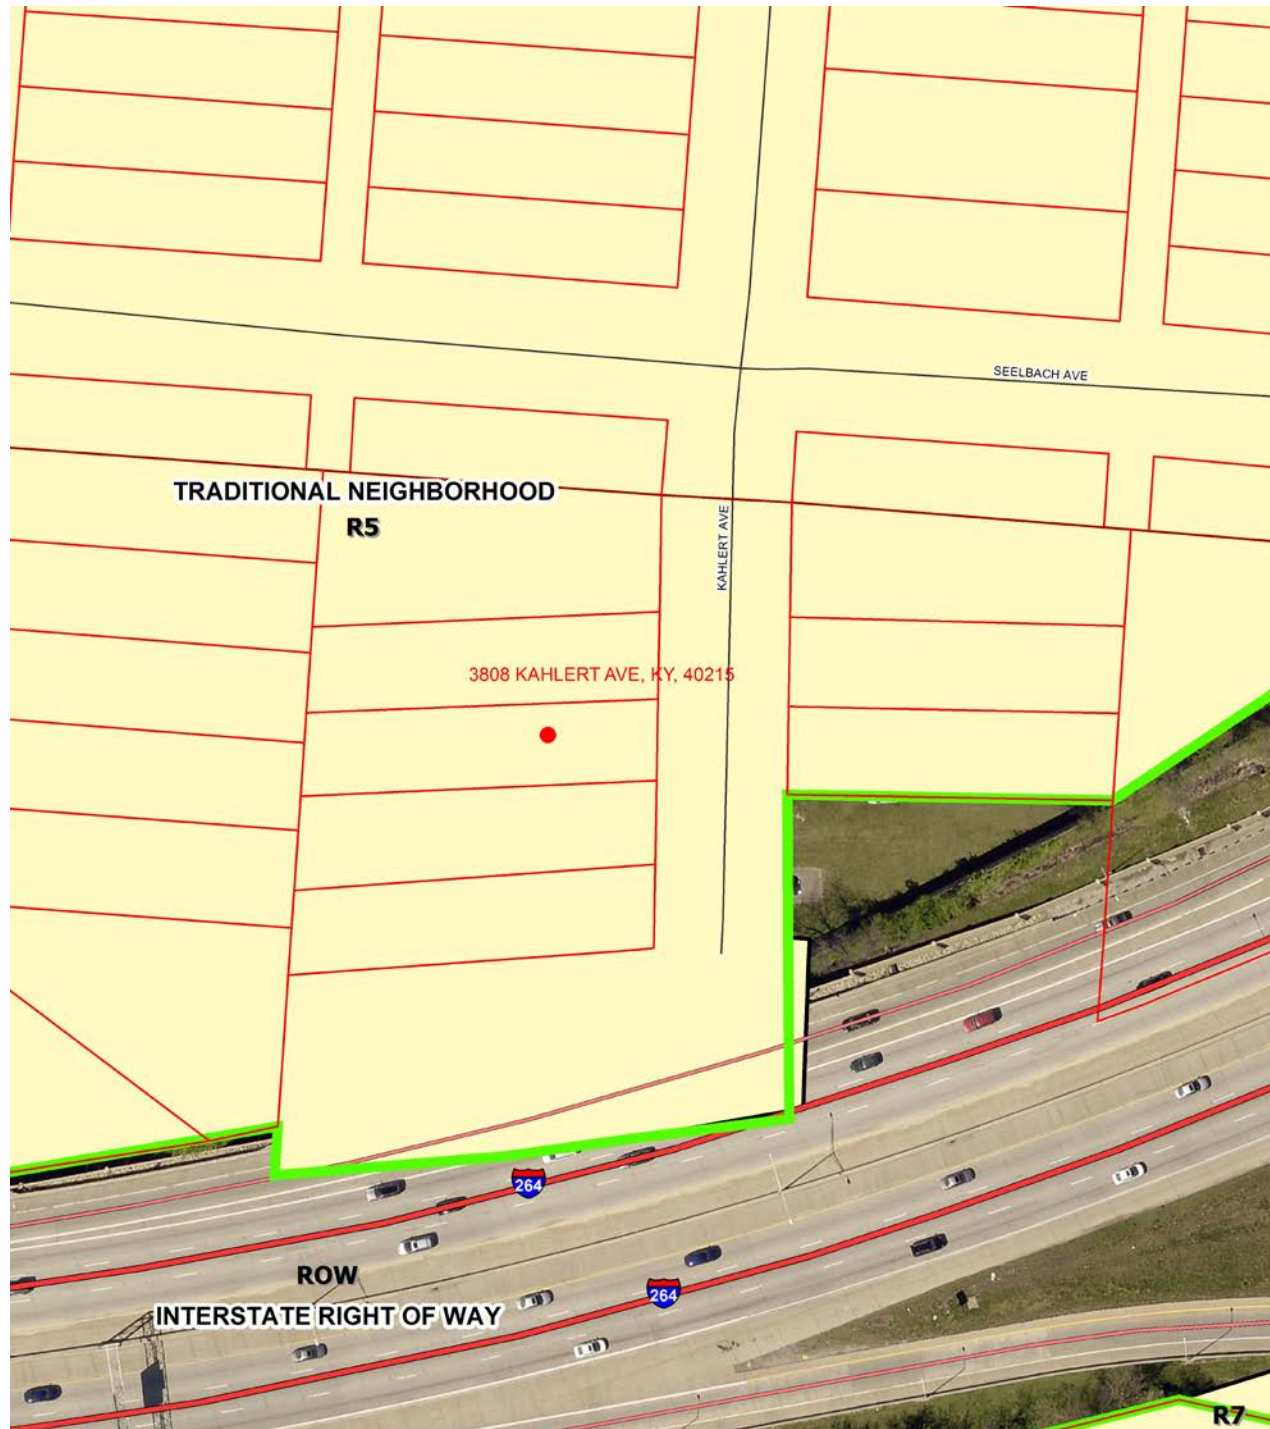 SEELBACH AVE
TRADITIONAL NEIGHBORHOOD
R5
KAHLERT AVE
3808 KAHLERT AVE, KY, 40215
264
ROW
264
INTERSTATE RIGHT OF WAY
R7